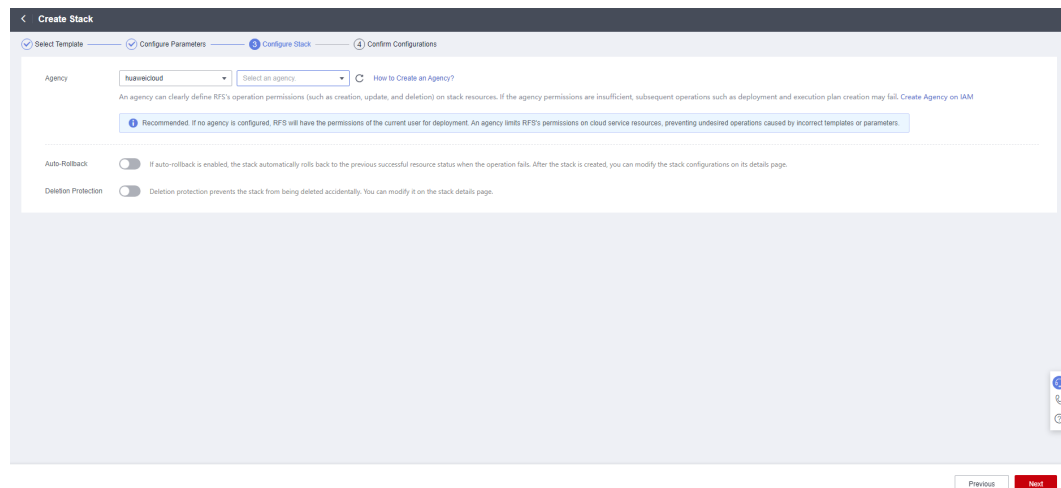 Create Stack
Select Template
Configure Parameters
3 Configure Stack
4 Confirm Configurations
Agency
huaweicloud
Select an agency.
How to Create an Agency?
An agency can clearly define RFS's operation permissions (such as creation, update, and deletion) on stack resources. If the agency permissions are insufficient, subsequent operations such as deployment and execution plan creation may fail. Create Agency on IAM
Recommended. If no agency is configured, RFS will have the permissions of the current user for deployment. An agency limits RFS's permissions on cloud service resources, preventing undesired operations caused by incorrect templates or parameters.
Auto-Rollback
If auto-rollback is enabled, the stack automatically rolls back to the previous successful resource status when the operation fails. After the stack is created, you can modify the stack configurations on its details page.
Deletion Protection
Deletion protection prevents the stack from being deleted accidentally. You can modify it on the stack details page.
Previous
Next